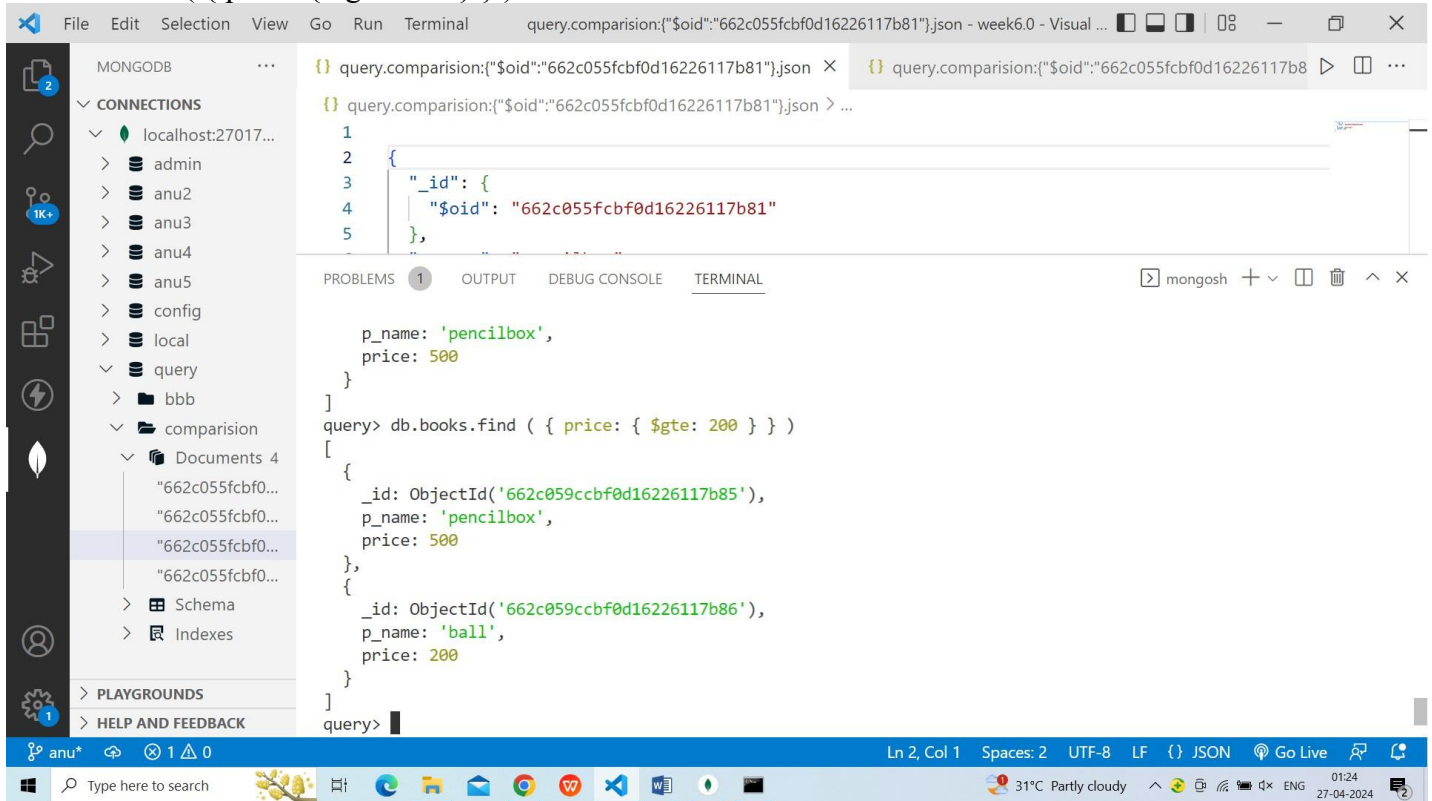 File Edit Selection View Go Run Terminal query.comparision:{"$oid":"662c055fcbf0d16226117b81"}.json - week6.0 - Visual ...
MONGODB ...
{} query.comparision:{"$oid":"662c055fcbf0d16226117b81"}.json × {} query.comparision:{"$oid":"662c055fcbf0d16226117b8
2
CONNECTIONS
{} query.comparision:{"$oid":"662c055fcbf0d16226117b81"}.json > ...
localhost:27017...
admin
anu2
anu3
anu4
anu5
config
local
query
bbb
comparision
Documents 4
"662c055fcbf0...
"662c055fcbf0...
"662c055fcbf0...
"662c055fcbf0...
Schema
Indexes
PLAYGROUNDS
HELP AND FEEDBACK
1K+
1
1
2 {
3 "_id": {
4 "$oid": "662c055fcbf0d16226117b81"
5 },
PROBLEMS 1 OUTPUT DEBUG CONSOLE TERMINAL mongosh
p_name: 'pencilbox',
price: 500
}
]
query> db.books.find ( { price: { $gte: 200 } } )
[
{
_id: ObjectId('662c059ccbf0d16226117b85'),
p_name: 'pencilbox',
price: 500
},
{
_id: ObjectId('662c059ccbf0d16226117b86'),
p_name: 'ball',
price: 200
}
]
query>
anu* 1 0 Ln 2, Col 1 Spaces: 2 UTF-8 LF {} JSON Go Live
Type here to search 31°C Partly cloudy ENG 01:24
27-04-2024 2